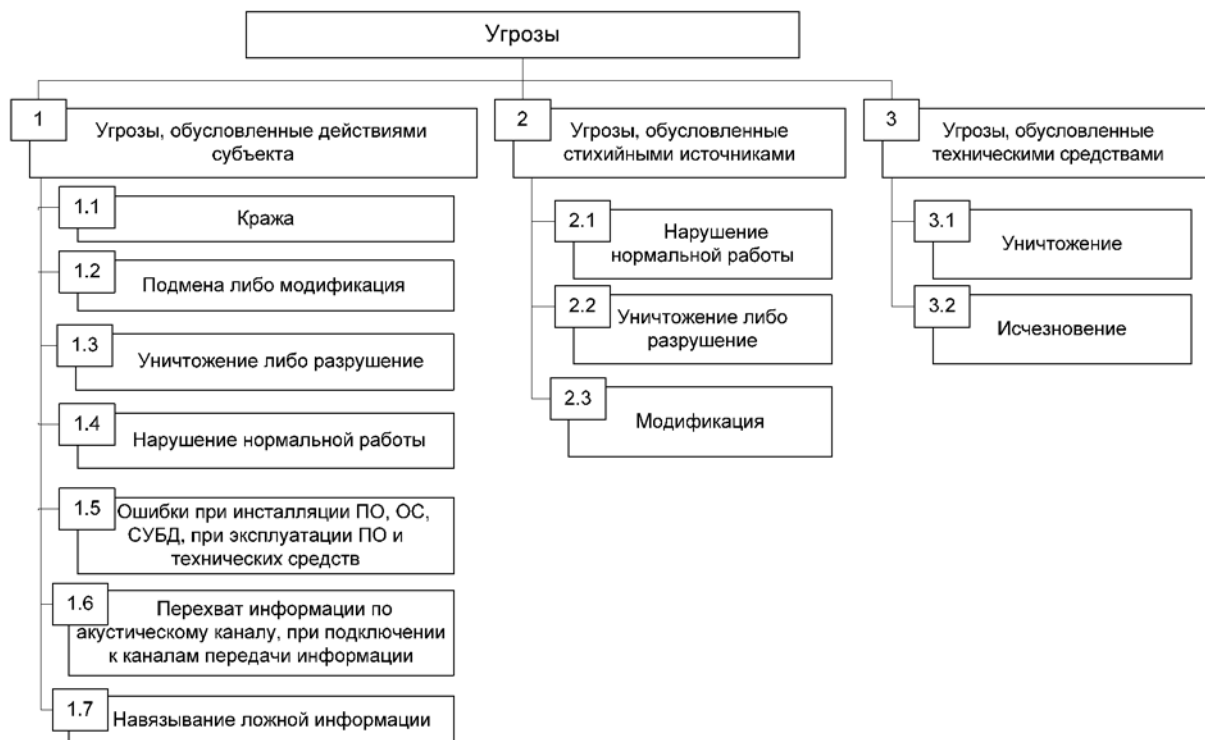 Угрозы
1
Угрозы, обусловленные действиями
субъекта
1.1
Кража
1.2
Подмена либо модификация
1.3
Уничтожение либо разрушение
1.4
Нарушение нормальной работы
1.5
Ошибки при инсталляции ПО, ОС,
СУБД, при эксплуатации ПО и
технических средств
1.6
Перехват информации по
акустическому каналу, при подключении
к каналам передачи информации
1.7
Навязывание ложной информации
2
Угрозы, обусловленные
стихийными источниками
2.1
Нарушение
нормальной работы
2.2
Уничтожение либо
разрушение
2.3
Модификация
3
Угрозы, обусловленные
техническими средствами
3.1
Уничтожение
3.2
Исчезновение